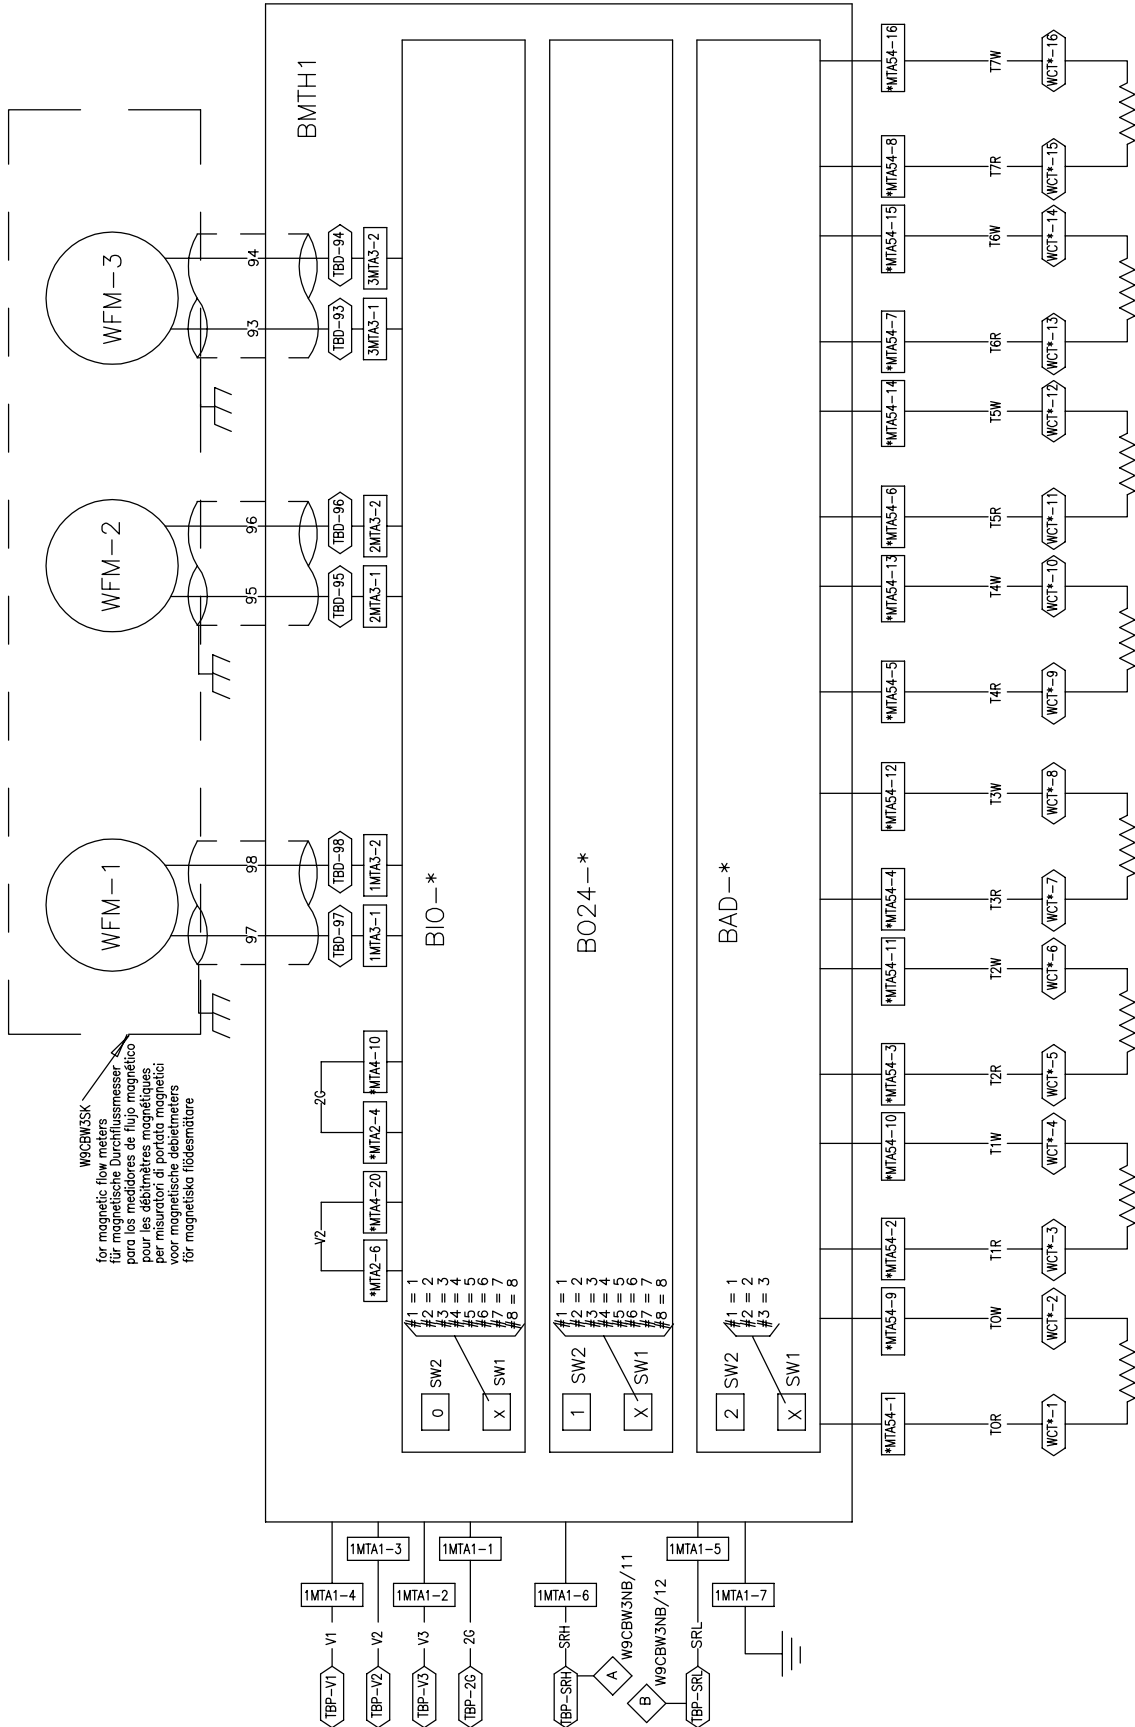 W9CBW3SK
for magnetic flow meters
für magnetische Durchflussmesser
para los medidores de flujo magnético
pour les débitmètres magnétiques
per misuratori di portata magnetici
voor magnetische debietmeters
för magnetiska flödesmätare
WFM-1
WFM-2
WFM-3
97
98
95
96
93
94
BMTH1
TBD-97
TBD-98
TBD-95
TBD-96
TBD-93
TBD-94
V2
2G
*MTA2-6
*MTA4-20
*MTA2-4
*MTA4-10
1MTA3-1
1MTA3-2
2MTA3-1
2MTA3-2
3MTA3-1
3MTA3-2
TBP-V1
V1
1MTA1-4
TBP-V2
V2
1MTA1-3
TBP-V3
V3
1MTA1-2
TBP-2G
2G
1MTA1-1
TBP-SRH
SRH
1MTA1-6
A
W9CBW3NB/11
B
W9CBW3NB/12
TBP-SRL
SRL
1MTA1-5
1MTA1-7
0
SW2
X
SW1
#1 = 1
#2 = 2
#3 = 3
#4 = 4
#5 = 5
#6 = 6
#7 = 7
#8 = 8
BIO-*
1
SW2
X
SW1
#1 = 1
#2 = 2
#3 = 3
#4 = 4
#5 = 5
#6 = 6
#7 = 7
#8 = 8
BO24-*
2
SW2
X
SW1
#1 = 1
#2 = 2
#3 = 3
BAD-*
*MTA54-1
*MTA54-9
*MTA54-2
*MTA54-10
*MTA54-3
*MTA54-11
*MTA54-4
*MTA54-12
*MTA54-5
*MTA54-13
*MTA54-6
*MTA54-14
*MTA54-7
*MTA54-15
*MTA54-8
*MTA54-16
T0R
T0W
T1R
T1W
T2R
T2W
T3R
T3W
T4R
T4W
T5R
T5W
T6R
T6W
T7R
T7W
WCT*-1
WCT*-2
WCT*-3
WCT*-4
WCT*-5
WCT*-6
WCT*-7
WCT*-8
WCT*-9
WCT*-10
WCT*-11
WCT*-12
WCT*-13
WCT*-14
WCT*-15
WCT*-16